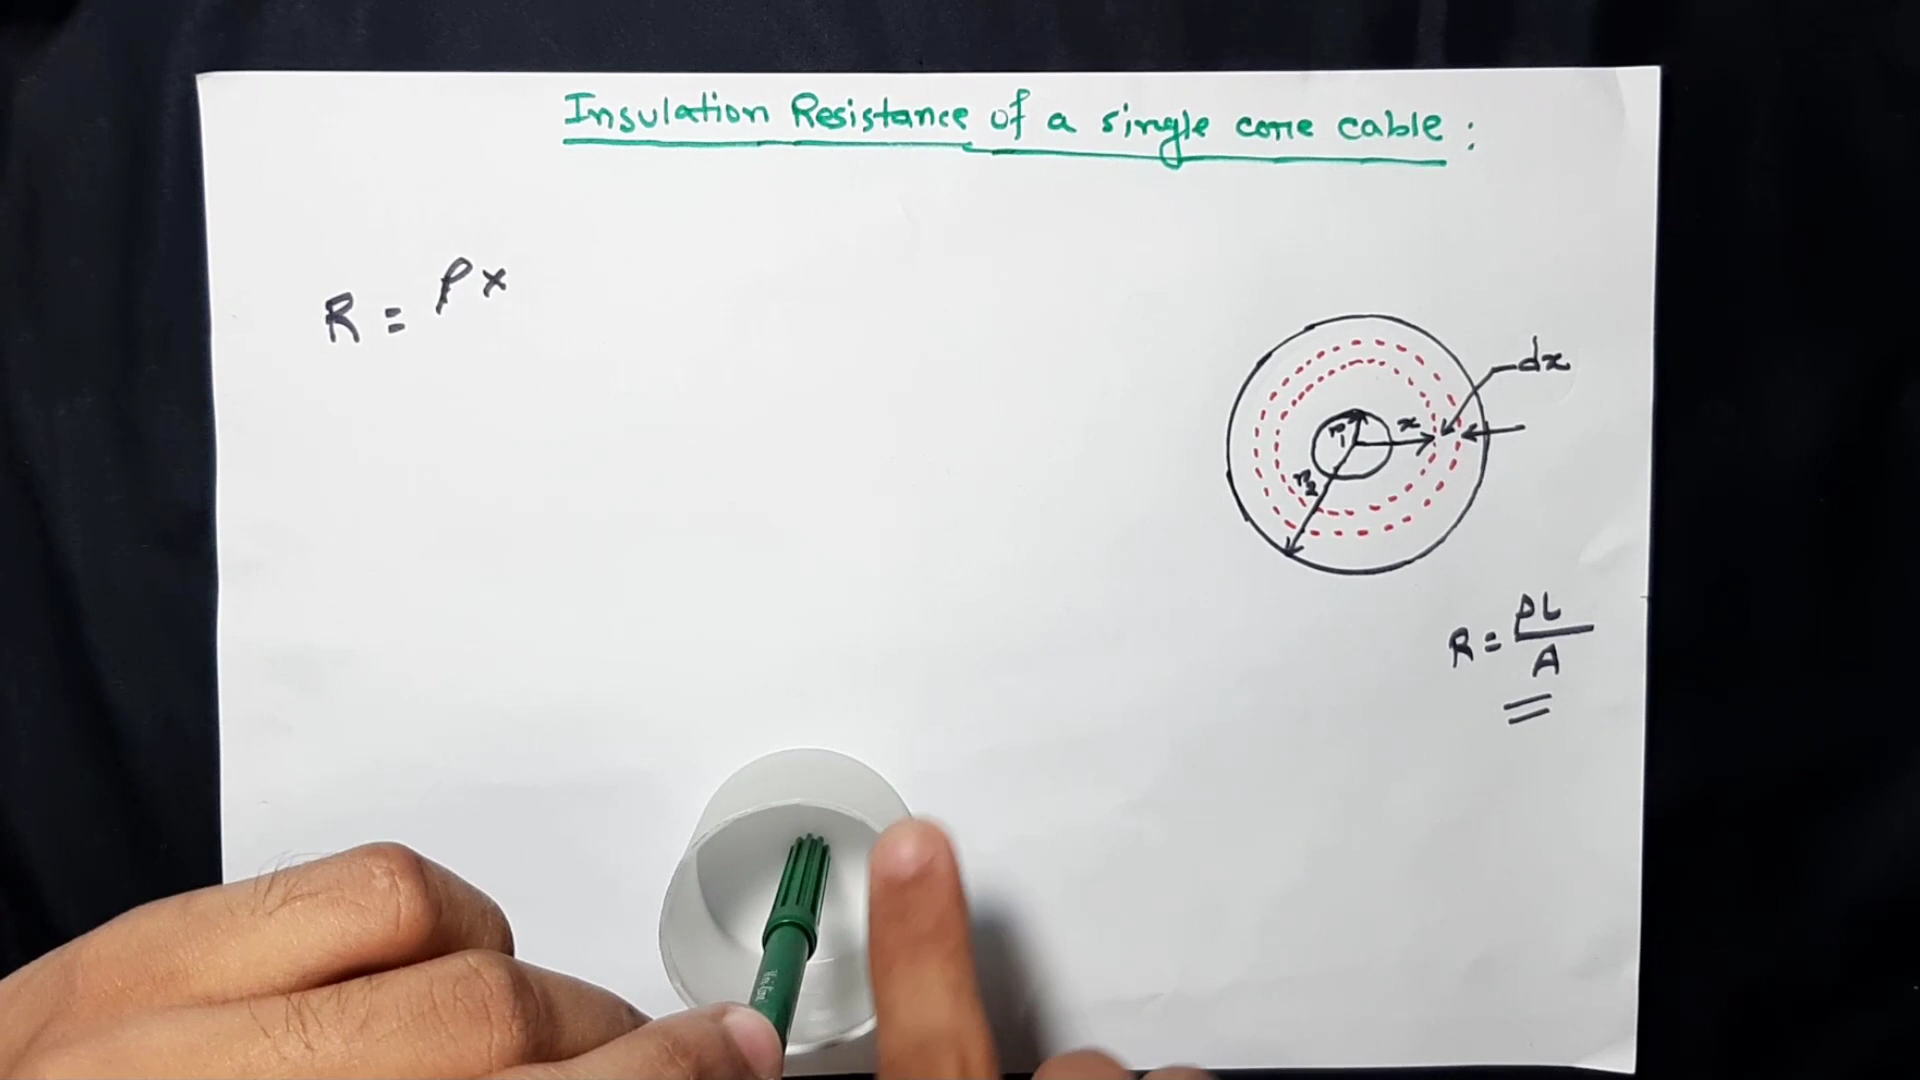 Insulation Resistance of a single core cable :
R = ρ ×
dx
r₁
x
r₂
R = ρL
A